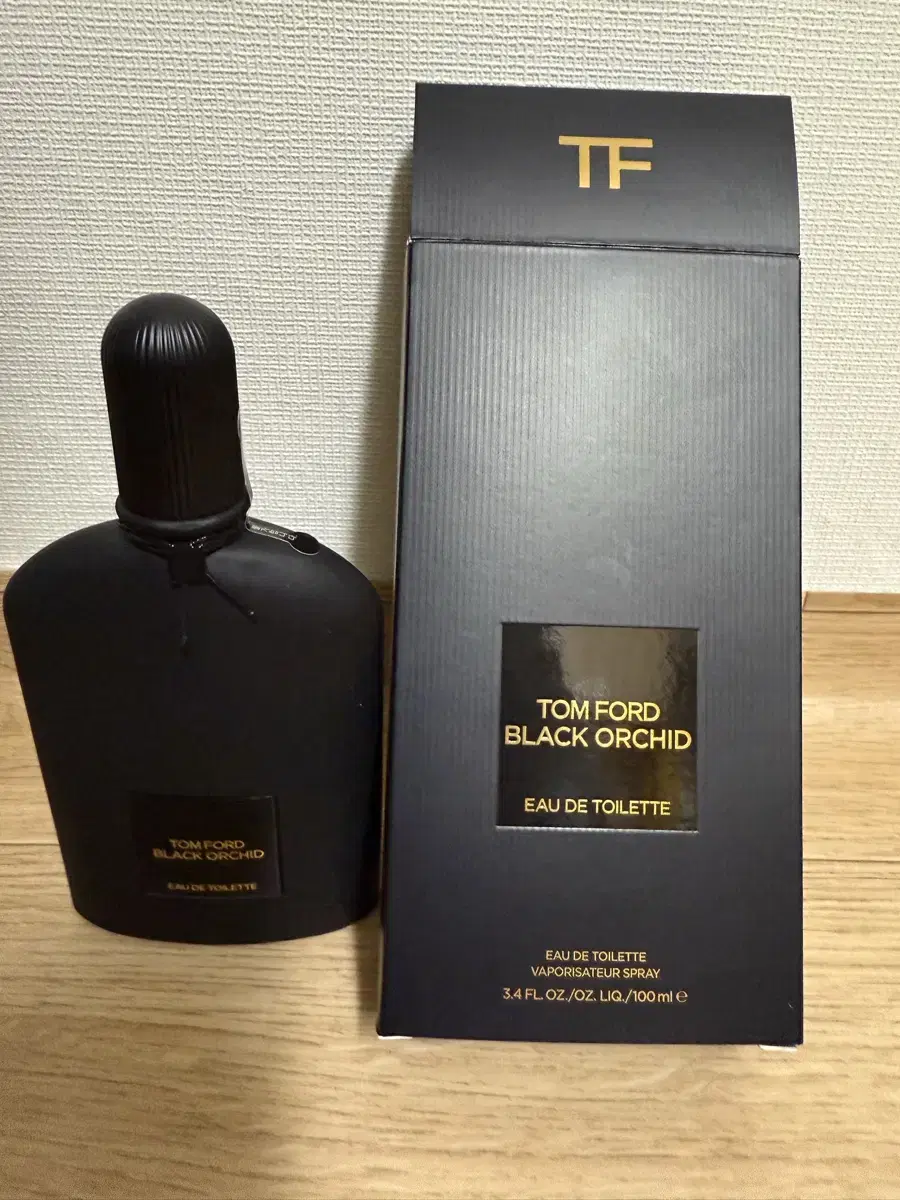 TF
TOM FORD
BLACK ORCHID
EAU DE TOILETTE
EAU DE TOILETTE
VAPORISATEUR SPRAY
3.4 FL. OZ./OZ. LIQ./100 ml ℮
TOM FORD
BLACK ORCHID
EAU DE TOILETTE